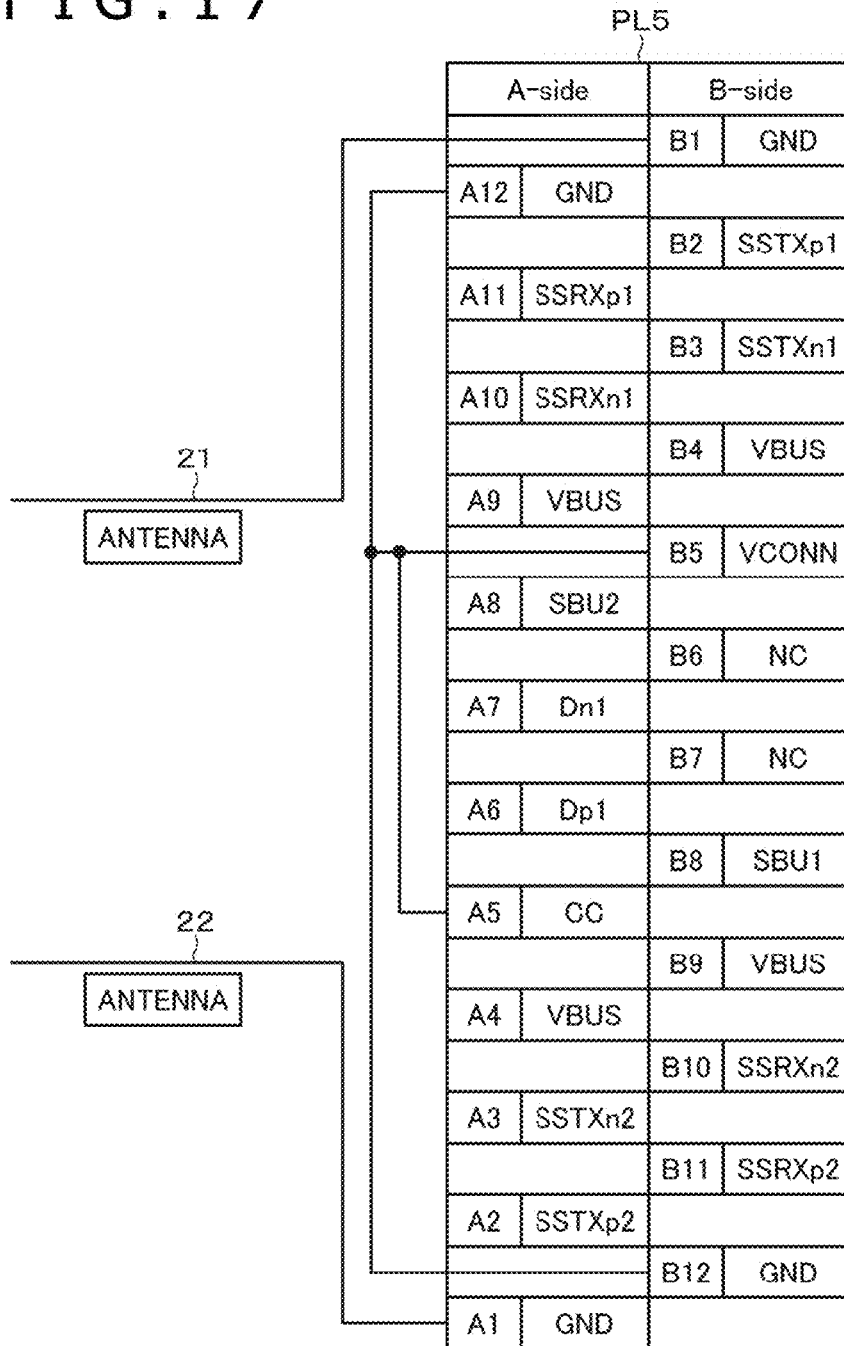 FIG.17
PL5
A-side B-side
B1 GND
A12 GND
B2 SSTXp1
A11 SSRXp1
B3 SSTXn1
A10 SSRXn1
B4 VBUS
21
A9 VBUS
ANTENNA
B5 VCONN
A8 SBU2
B6 NC
A7 Dn1
B7 NC
A6 Dp1
B8 SBU1
A5 CC
22
B9 VBUS
ANTENNA
A4 VBUS
B10 SSRXn2
A3 SSTXn2
B11 SSRXp2
A2 SSTXp2
B12 GND
A1 GND